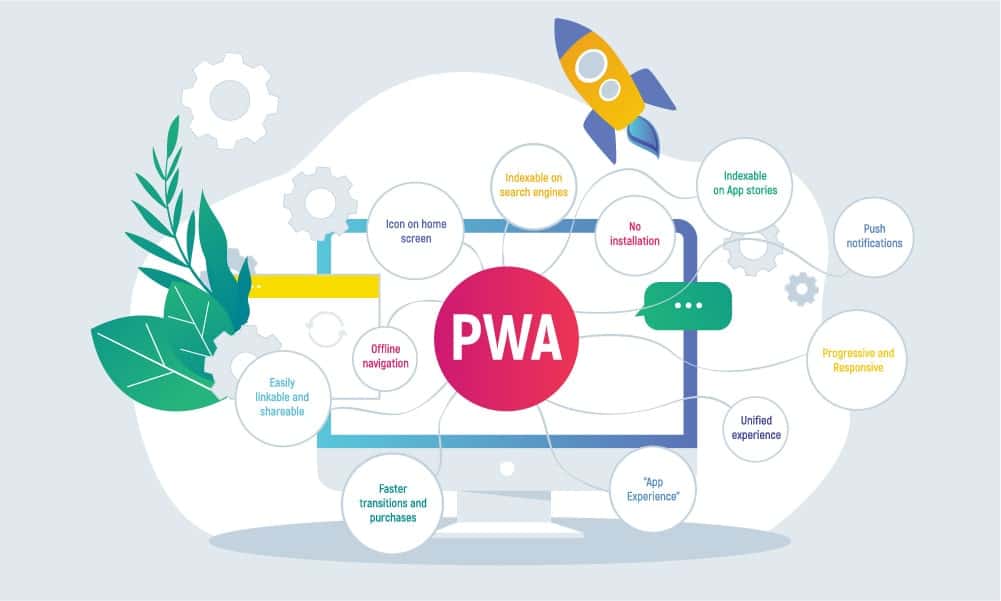 Indexable on
search engines
Indexable
on App stories
Icon on home
screen
No
installation
Push
notifications
PWA
Offline
navigation
Progressive and
Responsive
Easily
linkable and
shareable
Unified
experience
Faster
transitions and
purchases
"App
Experience"